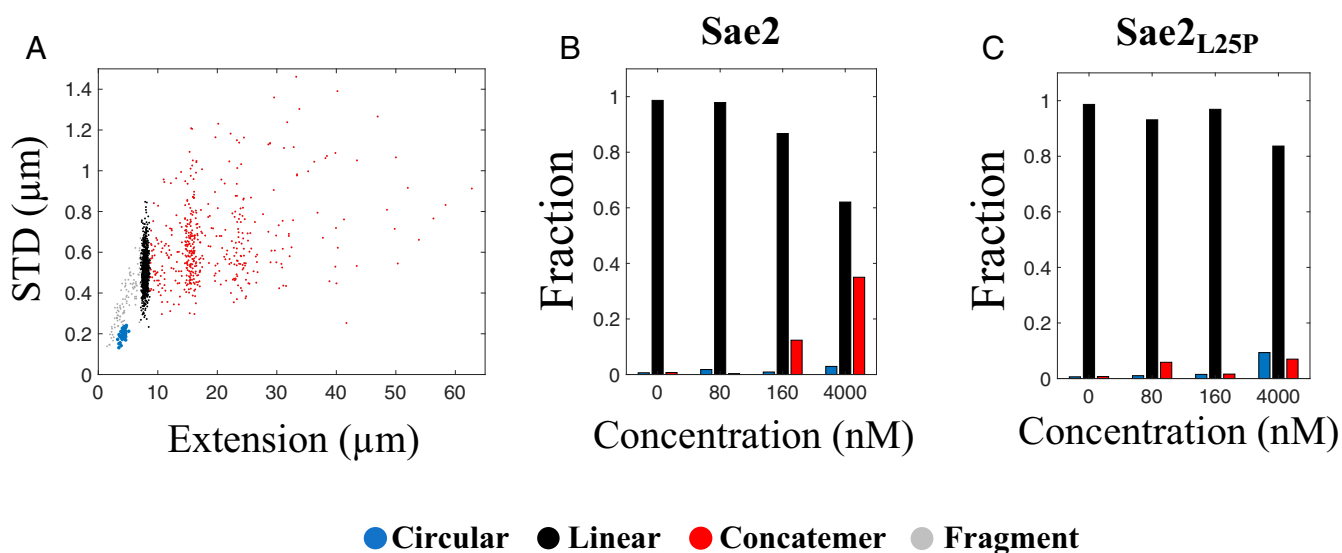 A
STD (μm)
1.4
1.2
1
0.8
0.6
0.4
0.2
0
0 10 20 30 40 50 60
Extension (μm)
B
Sae2
Fraction
1
0.8
0.6
0.4
0.2
0
0 80 160 4000
Concentration (nM)
C
Sae2L25P
Fraction
1
0.8
0.6
0.4
0.2
0
0 80 160 4000
Concentration (nM)
Circular Linear Concatemer Fragment